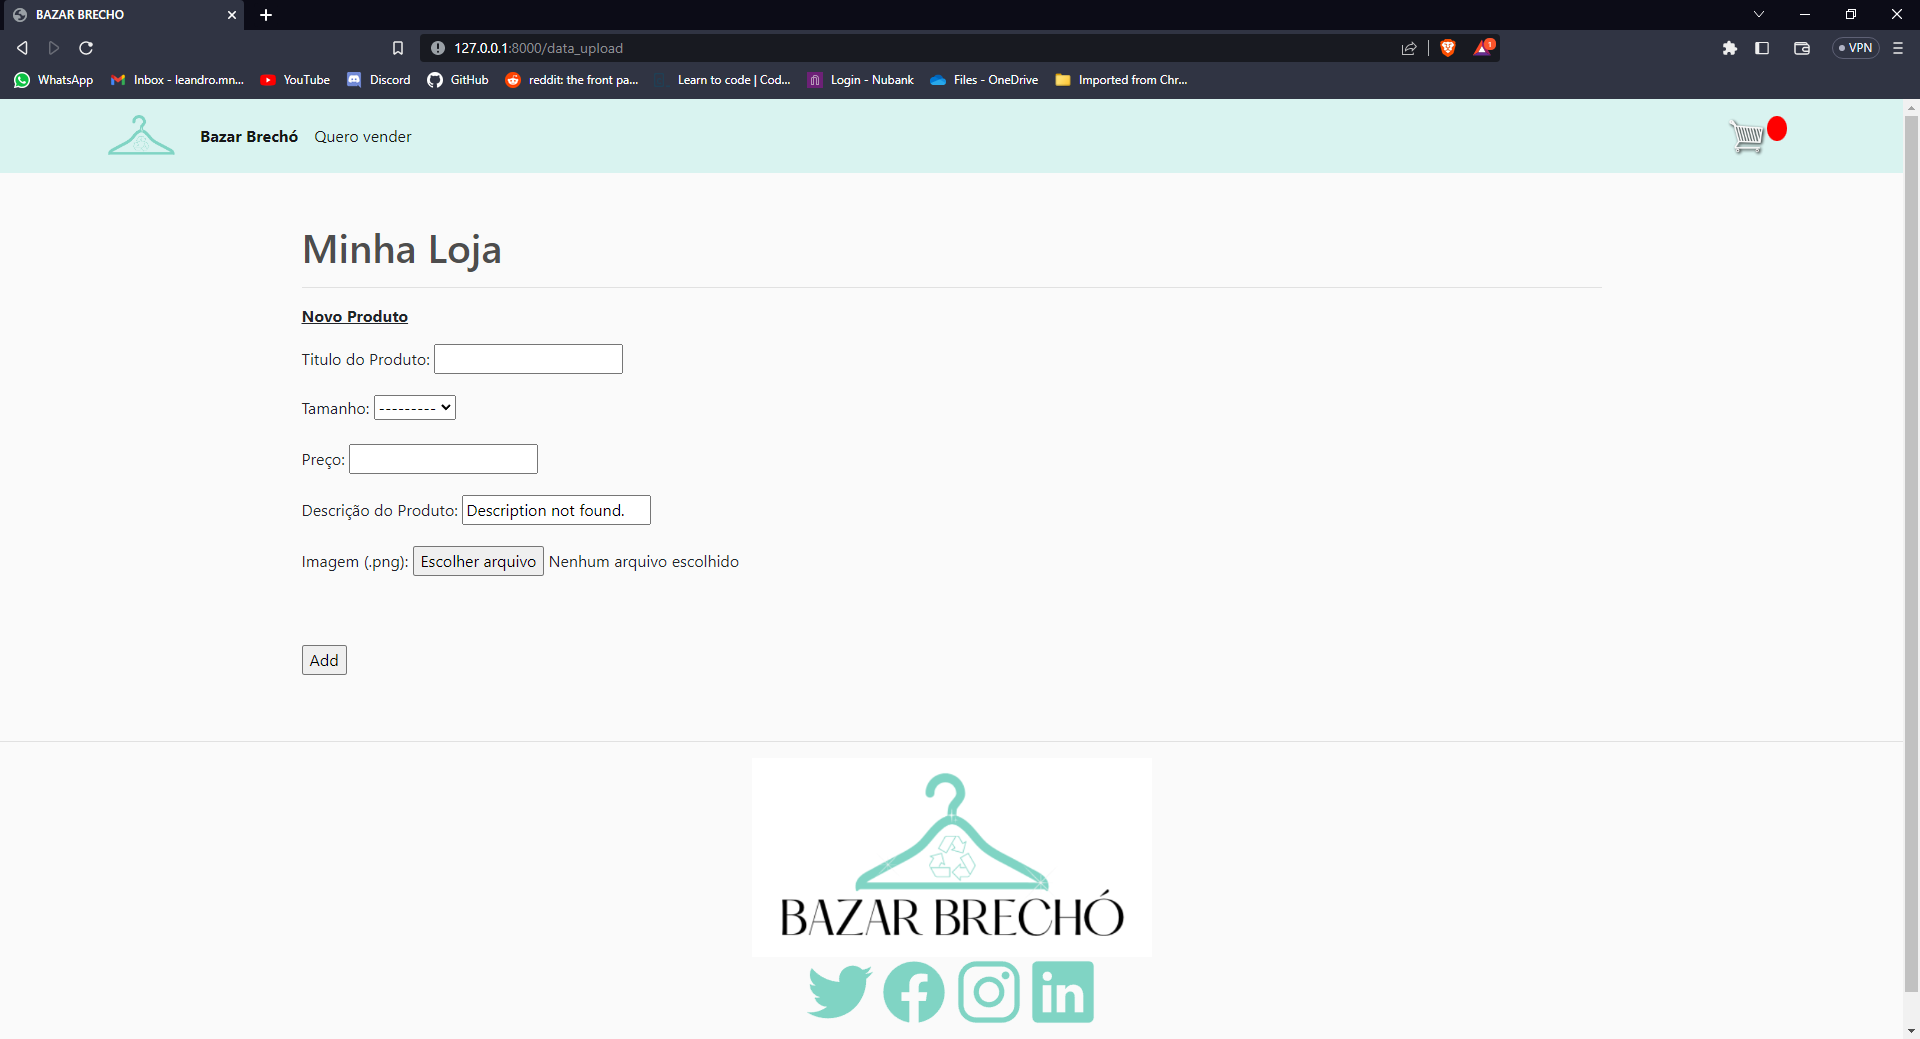 BAZAR BRECHO
127.0.0.1:8000/data_upload
1
VPN
WhatsApp
Inbox - leandro.mn...
YouTube
Discord
GitHub
reddit: the front pa...
Learn to code | Cod...
Login - Nubank
Files - OneDrive
Imported from Chr...
Bazar Brechó
Quero vender
Minha Loja
Novo Produto
Titulo do Produto:
Tamanho: ---------
Preço:
Descrição do Produto: Description not found.
Imagem (.png): Escolher arquivo Nenhum arquivo escolhido
Add
BAZAR BRECHÓ